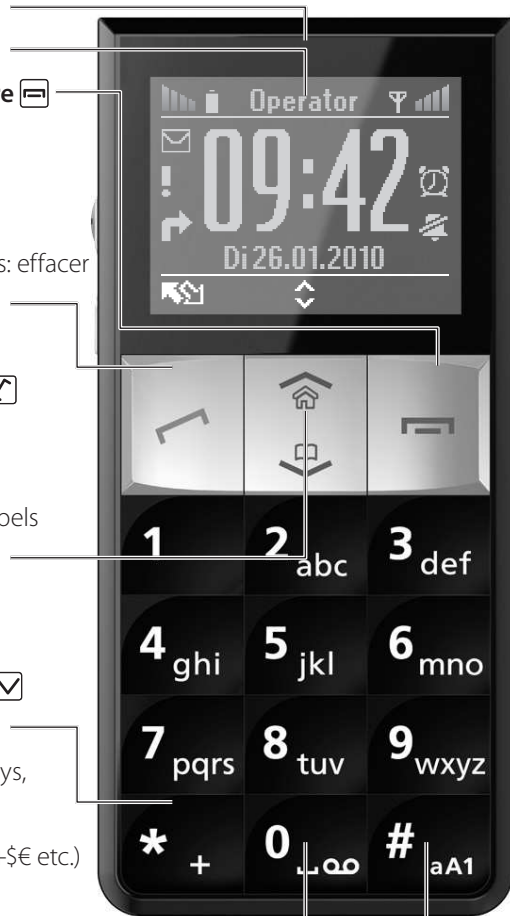 Operator
09:42
s: effacer
Di 26.01.2010
1
2 abc
3 def
4 ghi
5 jkl
6 mno
7 pqrs
8 tuv
9 wxyz
ys,
-$€ etc.)
* +
0
# aA1